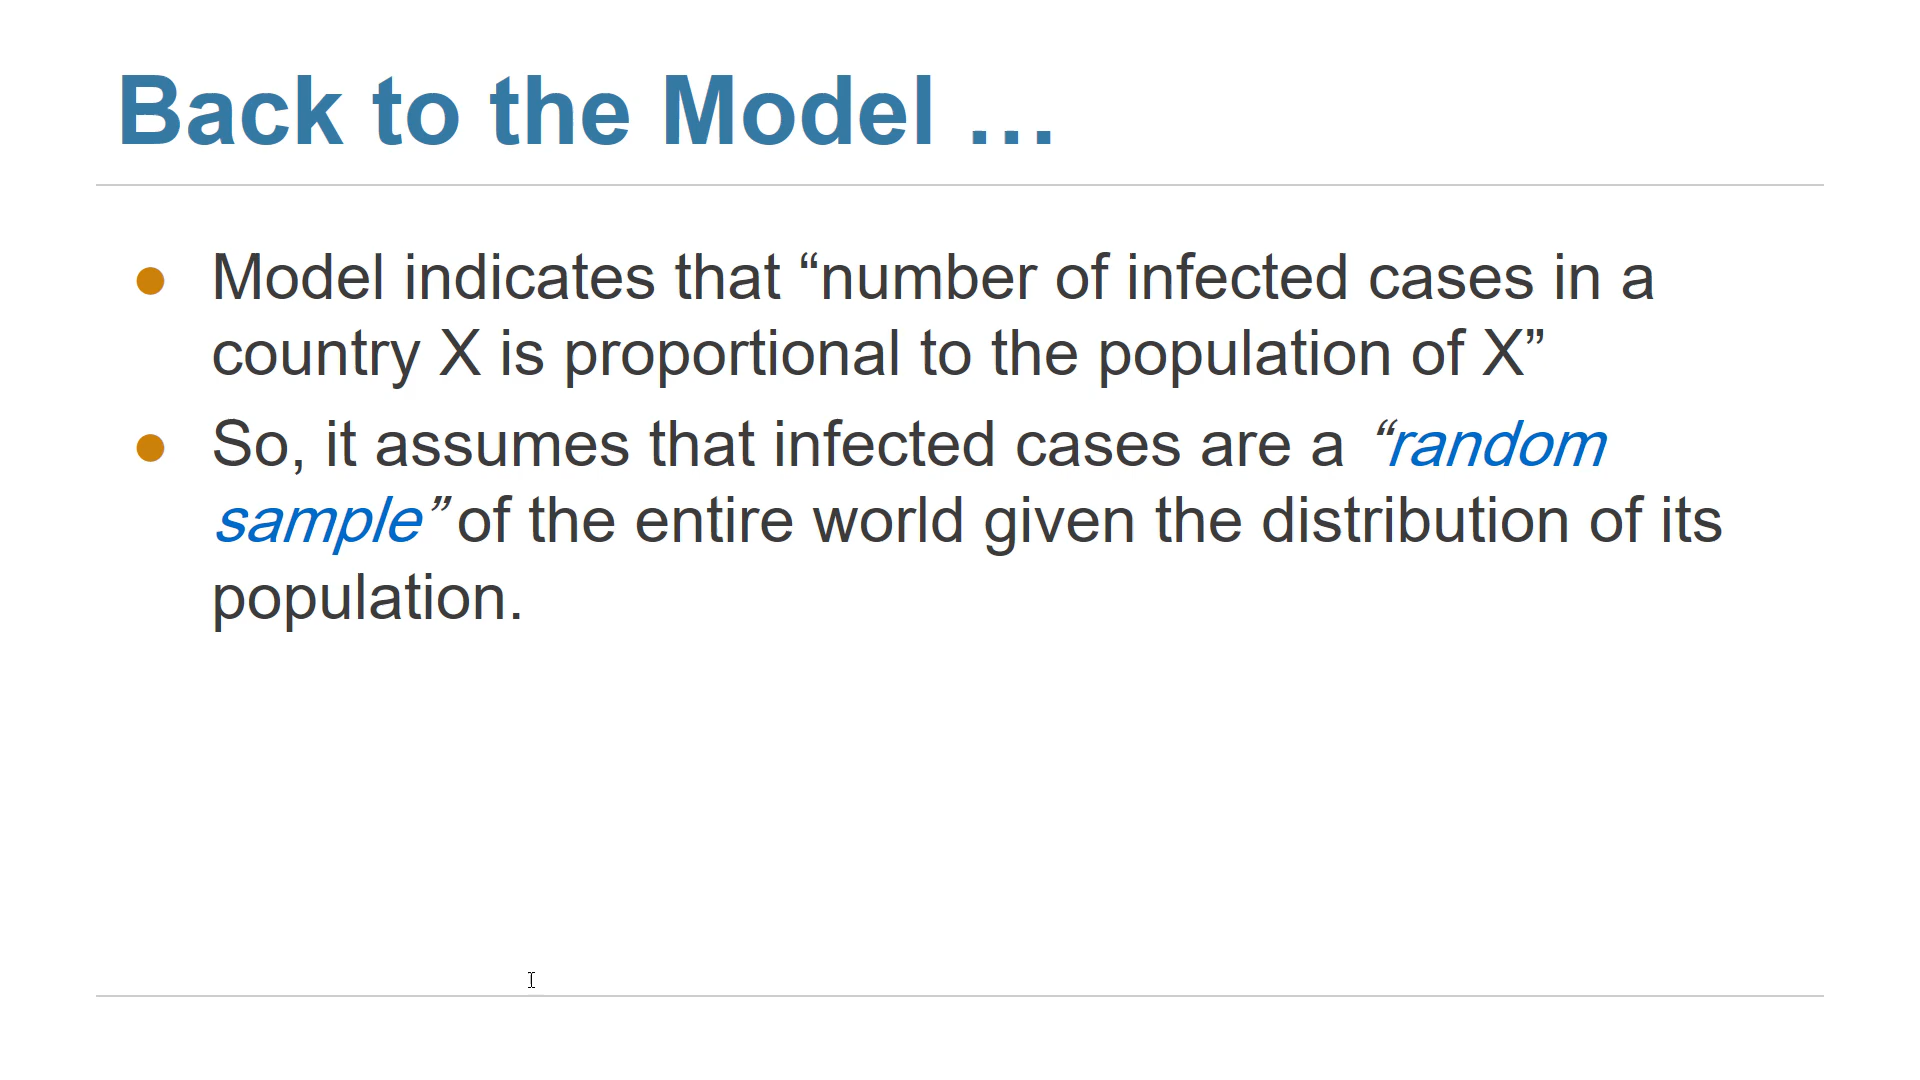 Back to the Model …
● Model indicates that “number of infected cases in a
country X is proportional to the population of X”
● So, it assumes that infected cases are a “random
sample” of the entire world given the distribution of its
population.